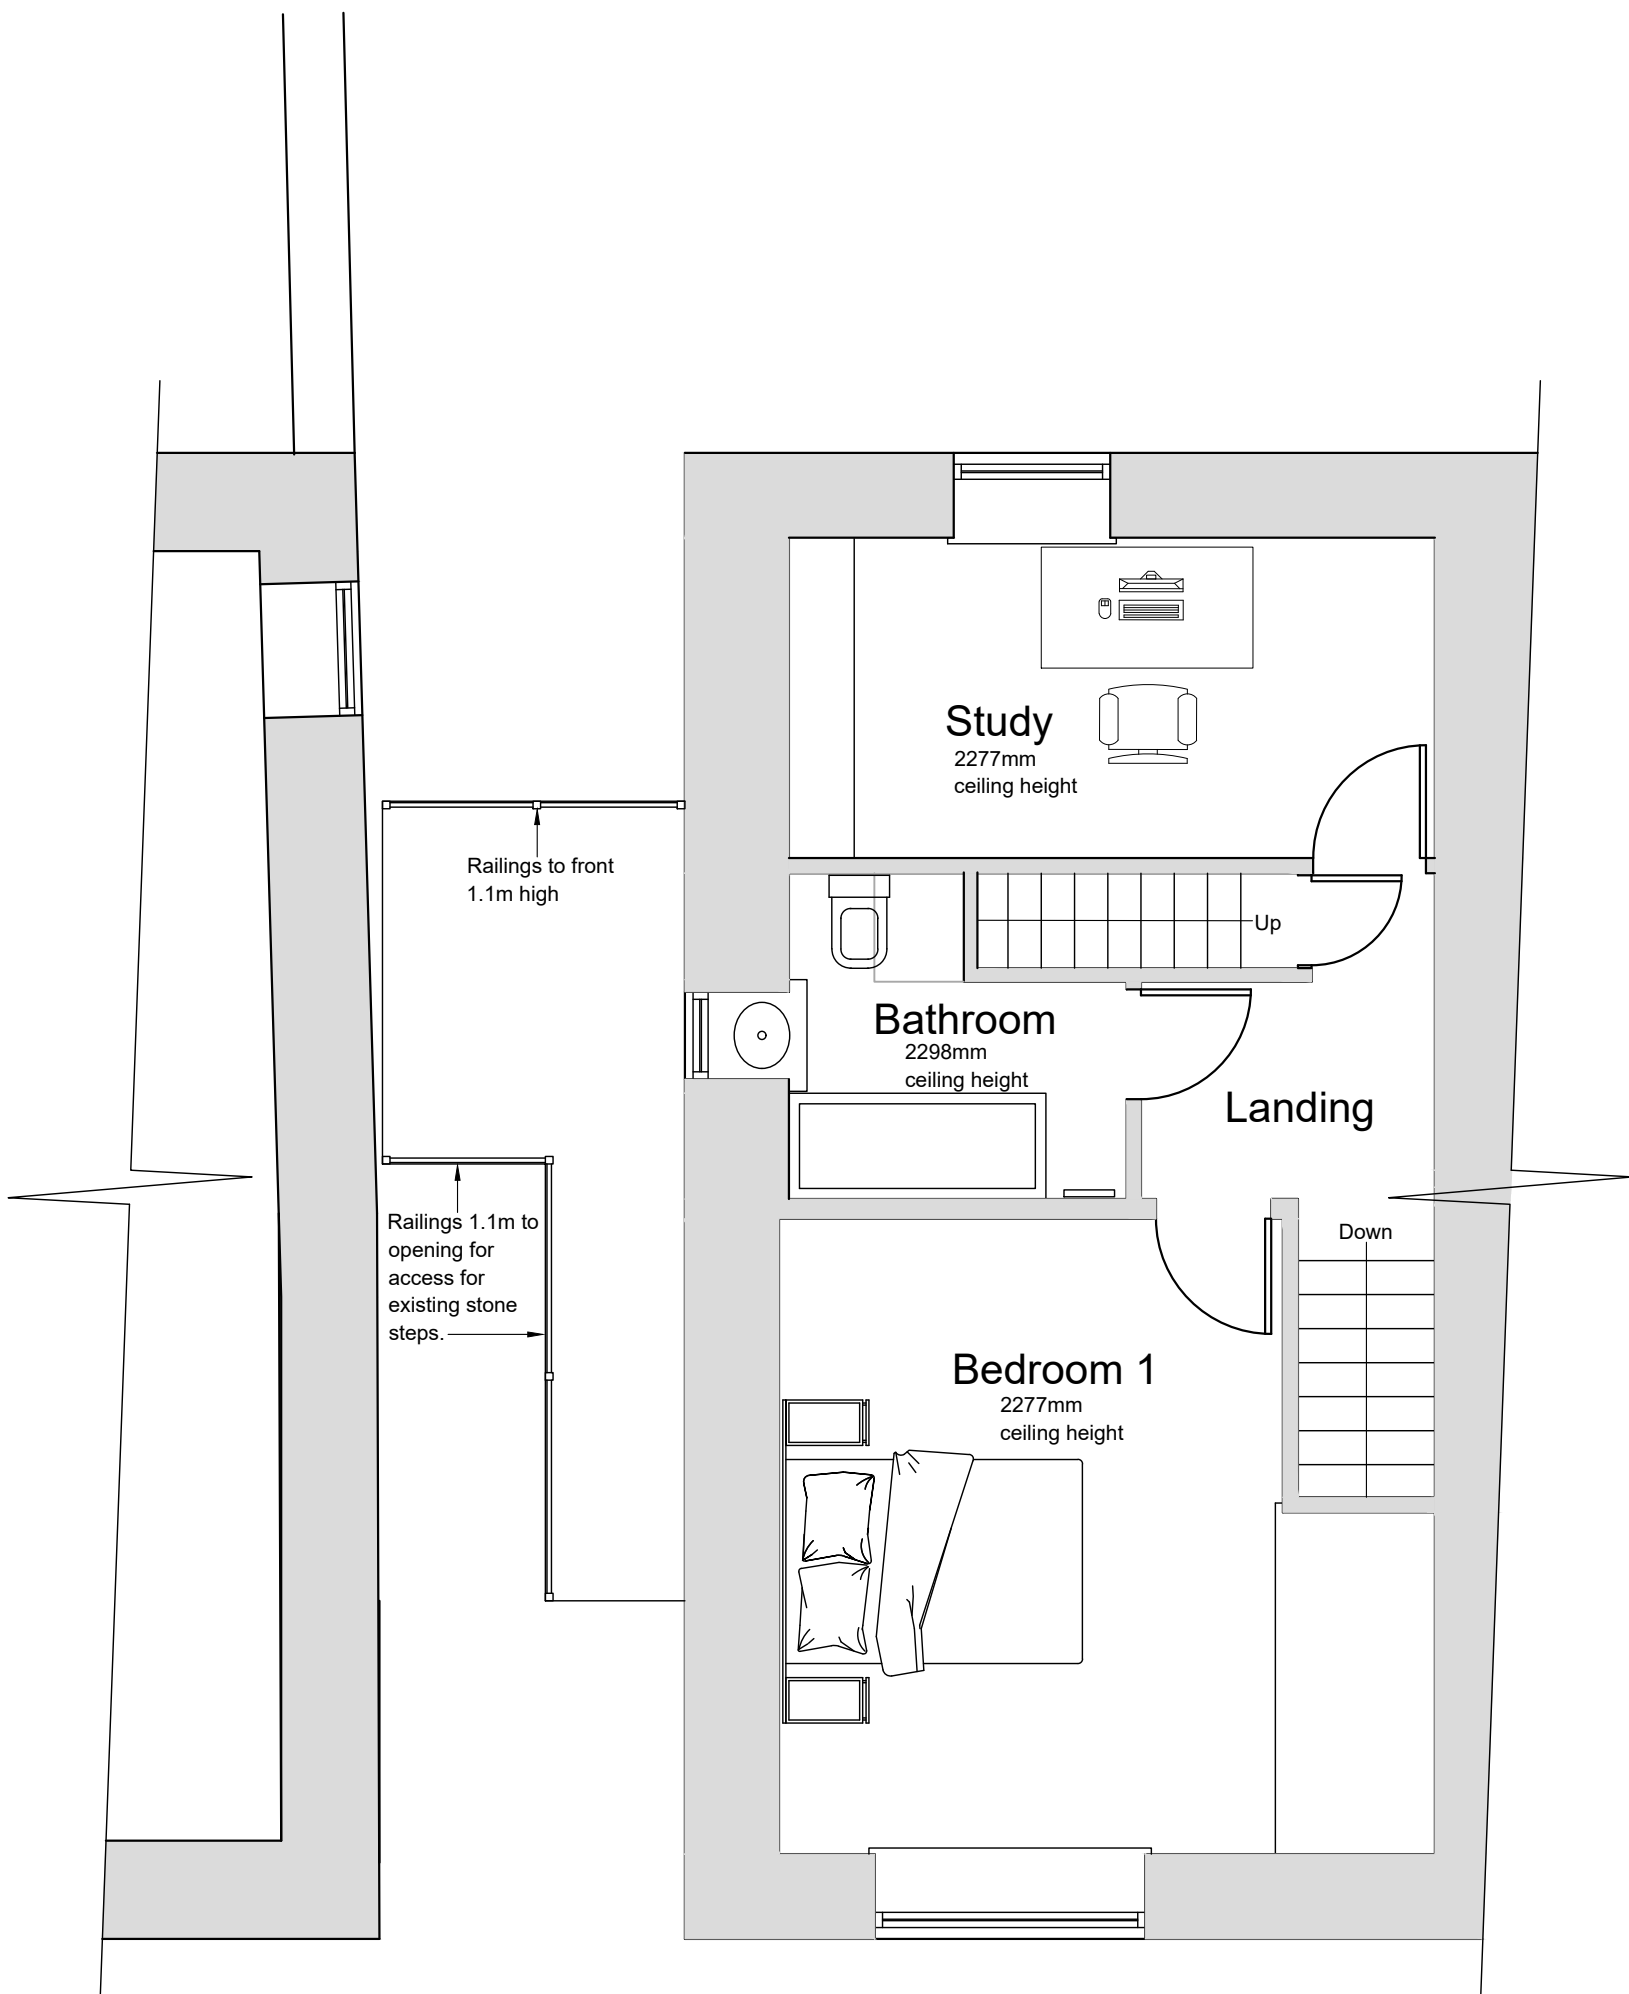 Study
2277mm
ceiling height
Railings to front
1.1m high
Up
Bathroom
2298mm
ceiling height
Landing
Railings 1.1m to
opening for
access for
existing stone
steps.
Down
Bedroom 1
2277mm
ceiling height